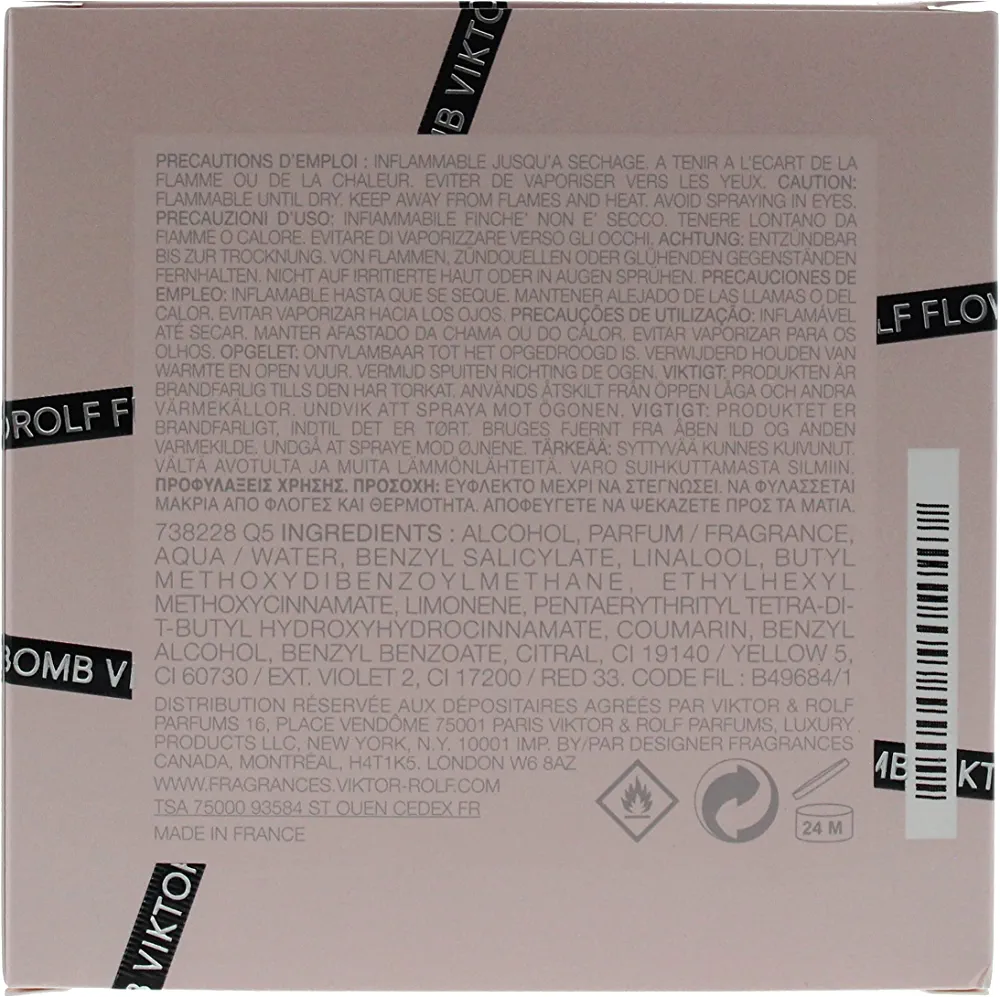 MB VIKTO
PRECAUTIONS D'EMPLOI : INFLAMMABLE JUSQU'A SECHAGE. A TENIR A L'ECART DE LA
FLAMME OU DE LA CHALEUR. EVITER DE VAPORISER VERS LES YEUX. CAUTION:
FLAMMABLE UNTIL DRY. KEEP AWAY FROM FLAMES AND HEAT. AVOID SPRAYING IN EYES.
PRECAUZIONI D'USO: INFIAMMABILE FINCHE' NON E' SECCO. TENERE LONTANO DA
FIAMME O CALORE. EVITARE DI VAPORIZZARE VERSO GLI OCCHI. ACHTUNG: ENTZÜNDBAR
BIS ZUR TROCKNUNG. VON FLAMMEN, ZÜNDQUELLEN ODER GLÜHENDEN GEGENSTÄNDEN
FERNHALTEN. NICHT AUF IRRITIERTE HAUT ODER IN AUGEN SPRÜHEN. PRECAUCIONES DE
EMPLEO: INFLAMABLE HASTA QUE SE SEQUE. MANTENER ALEJADO DE LAS LLAMAS O DEL
CALOR. EVITAR VAPORIZAR HACIA LOS OJOS. PRECAUÇÕES DE UTILIZAÇÃO: INFLAMÁVEL
ATÉ SECAR. MANTER AFASTADO DA CHAMA OU DO CALOR. EVITAR VAPORIZAR PARA OS
OLHOS. OPGELET: ONTVLAMBAAR TOT HET OPGEDROOGD IS. VERWIJDERD HOUDEN VAN
WARMTE EN OPEN VUUR. VERMIJD SPUITEN RICHTING DE OGEN. VIKTIGT: PRODUKTEN ÄR
BRANDFARLIG TILLS DEN HAR TORKAT. ANVÄNDS ÅTSKILT FRÅN ÖPPEN LÅGA OCH ANDRA
VÄRMEKÄLLOR. UNDVIK ATT SPRAYA MOT ÖGONEN. VIGTIGT: PRODUKTET ER
BRANDFARLIGT, INDTIL DET ER TØRT. BRUGES FJERNT FRA ÅBEN ILD OG ANDEN
VARMEKILDE. UNDGÅ AT SPRAYE MOD ØJNENE. TÄRKEÄÄ: SYTTYVÄÄ KUNNES KUIVUNUT.
VÄLTÄ AVOTULTA JA MUITA LÄMMÖNLÄHTEITÄ. VARO SUIHKUTTAMASTA SILMIIN.
ΠΡΟΦΥΛΑΞΕΙΣ ΧΡΗΣΗΣ. ΠΡΟΣΟΧΗ: ΕΥΦΛΕΚΤΟ ΜΕΧΡΙ ΝΑ ΣΤΕΓΝΩΣΕΙ. ΝΑ ΦΥΛΑΣΣΕΤΑΙ
ΜΑΚΡΙΑ ΑΠΟ ΦΛΟΓΕΣ ΚΑΙ ΘΕΡΜΟΤΗΤΑ. ΑΠΟΦΕΥΓΕΤΕ ΝΑ ΨΕΚΑΖΕΤΕ ΠΡΟΣ ΤΑ ΜΑΤΙΑ.
LF FLOW
DROLF F
738228 Q5 INGREDIENTS : ALCOHOL, PARFUM / FRAGRANCE,
AQUA / WATER, BENZYL SALICYLATE, LINALOOL, BUTYL
METHOXYDIBENZOYLMETHANE, ETHYLHEXYL
METHOXYCINNAMATE, LIMONENE, PENTAERYTHRITYL TETRA-DI-
T-BUTYL HYDROXYHYDROCINNAMATE, COUMARIN, BENZYL
ALCOHOL, BENZYL BENZOATE, CITRAL, CI 19140 / YELLOW 5,
CI 60730 / EXT. VIOLET 2, CI 17200 / RED 33. CODE FIL : B49684/1
BOMB VI
DISTRIBUTION RÉSERVÉE AUX DÉPOSITAIRES AGRÉÉS PAR VIKTOR & ROLF
PARFUMS 16, PLACE VENDÔME 75001 PARIS VIKTOR & ROLF PARFUMS, LUXURY
PRODUCTS LLC, NEW YORK, N.Y. 10001 IMP. BY/PAR DESIGNER FRAGRANCES
CANADA, MONTRÉAL, H4T1K5. LONDON W6 8AZ
WWW.FRAGRANCES.VIKTOR-ROLF.COM
TSA 75000 93584 ST OUEN CEDEX FR
MADE IN FRANCE
24 M
MB
KT
B VIKTOR